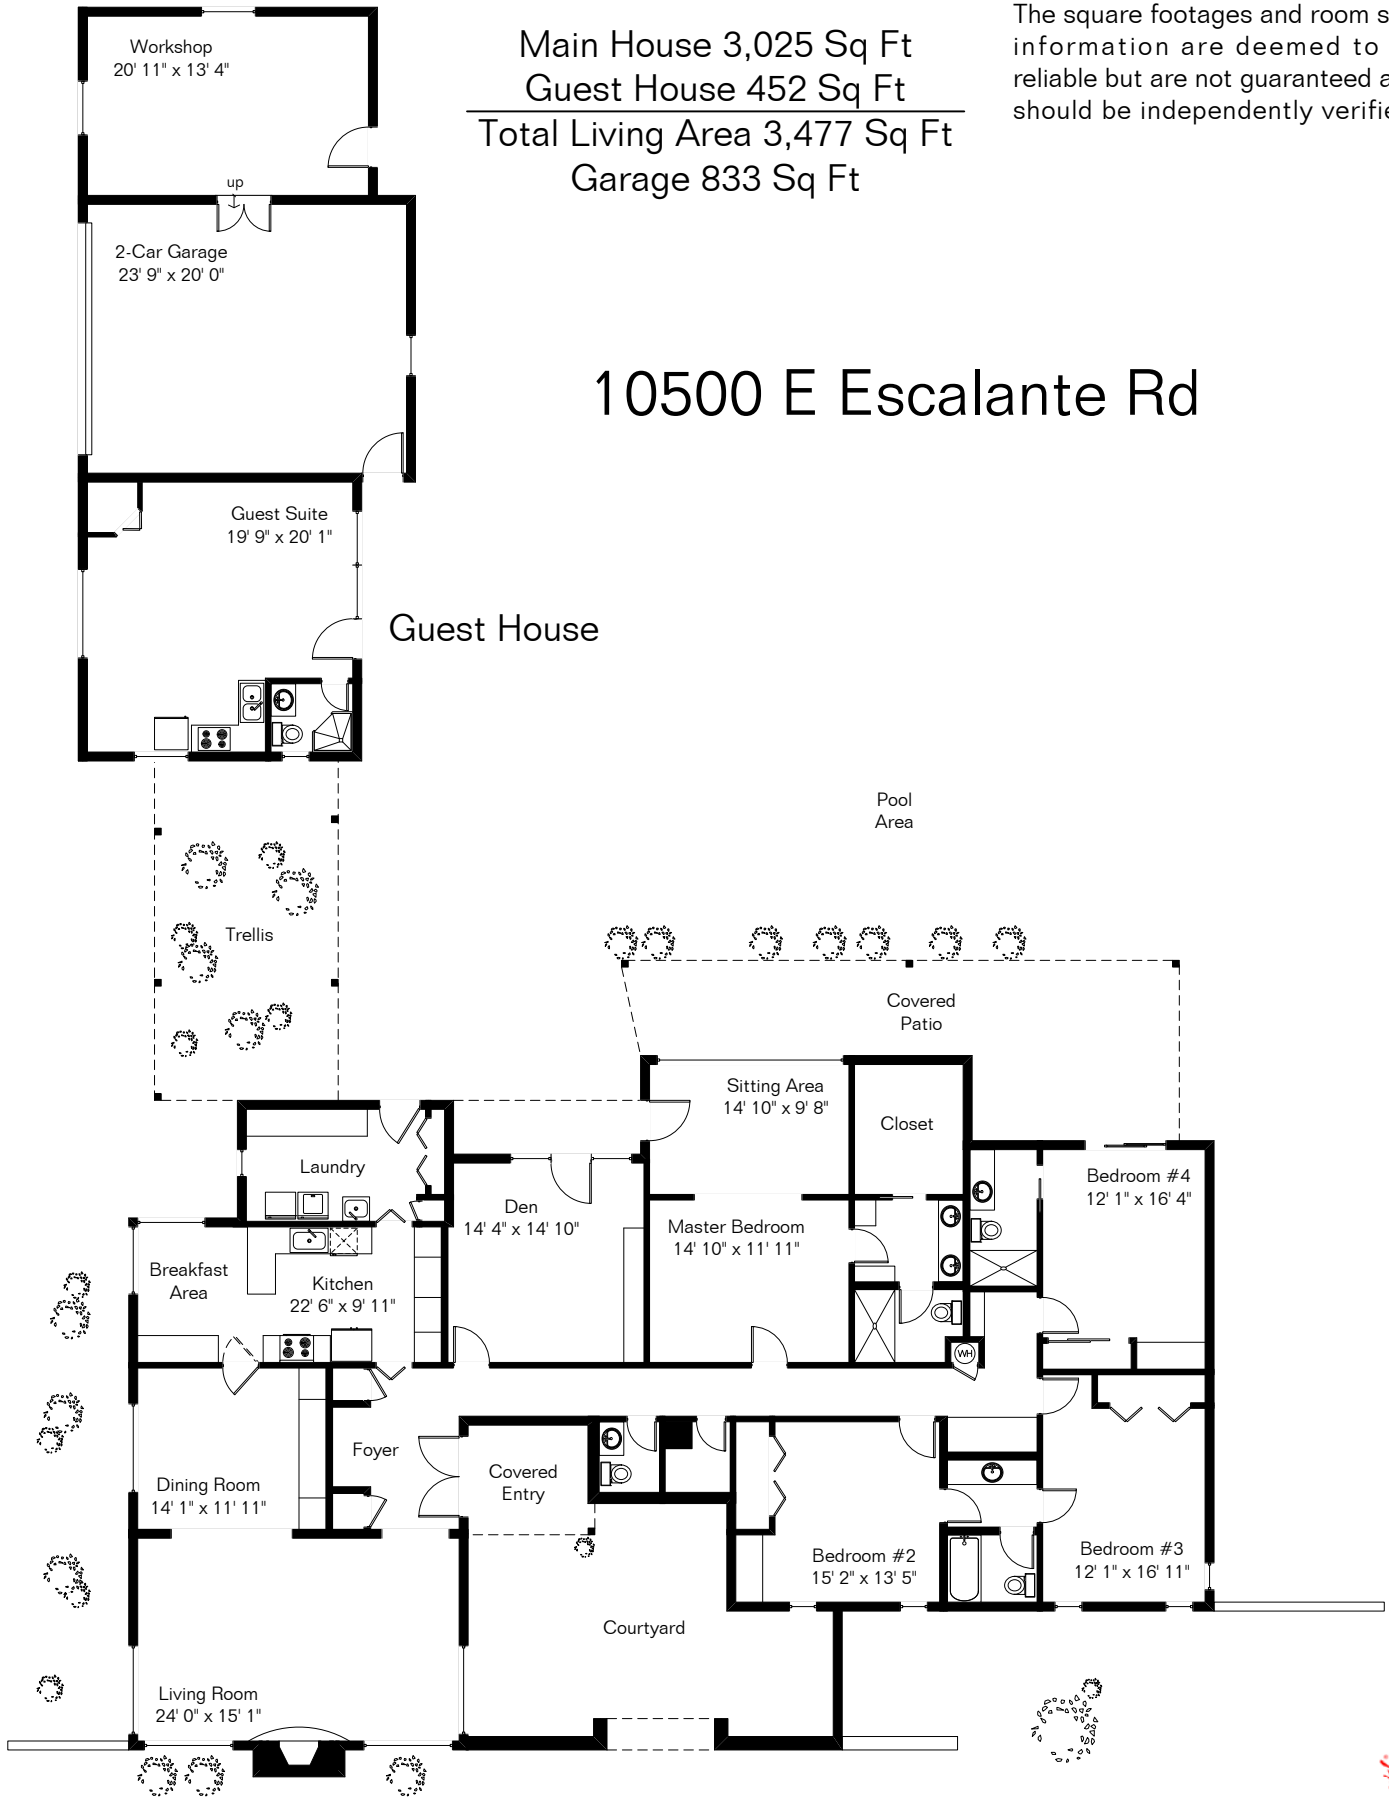 Workshop
20' 11" x 13' 4"
Main House 3,025 Sq Ft
Guest House 452 Sq Ft
Total Living Area 3,477 Sq Ft
Garage 833 Sq Ft
The square footages and room
information are deemed to
reliable but are not guaranteed
should be independently
up
2-Car Garage
23' 9" x 20' 0"
10500 E Escalante Rd
Guest Suite
19' 9" x 20' 1"
Guest House
Pool
Area
Trellis
Covered
Patio
Sitting Area
14' 10" x 9' 8"
Closet
Laundry
Bedroom #4
12' 1" x 16' 4"
Den
14' 4" x 14' 10"
Master Bedroom
14' 10" x 11' 11"
Breakfast
Area
Kitchen
22' 6" x 9' 11"
WH
Foyer
Covered
Entry
Dining Room
14' 1" x 11' 11"
Bedroom #2
15' 2" x 13' 5"
Bedroom #3
12' 1" x 16' 11"
Courtyard
Living Room
24' 0" x 15' 1"